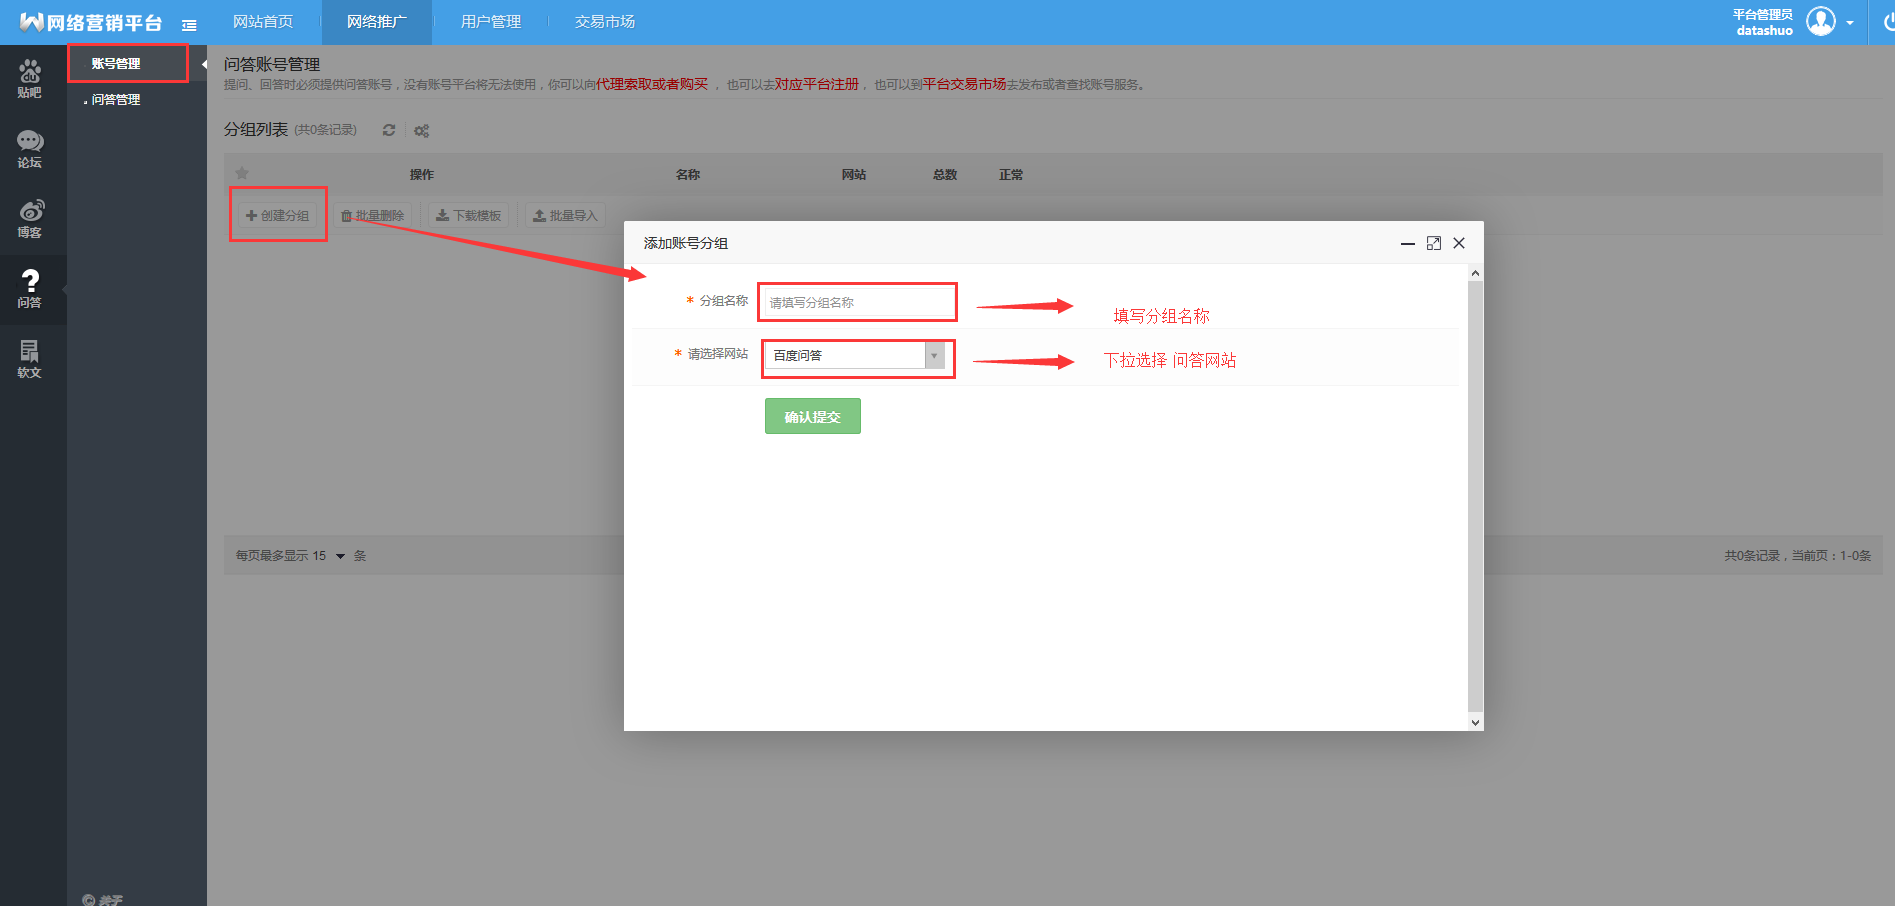 网络营销平台
网站首页
网络推广
用户管理
交易市场
平台管理员
datashuo
贴吧
论坛
博客
问答
软文
账号管理
问答管理
© 关于
问答账号管理
提问、回答时必须提供问答账号，没有账号平台将无法使用，你可以向代理索取或者购买 ，也可以去对应平台注册，也可以到平台交易市场去发布或者查找账号服务。
分组列表 (共0条记录)
操作 名称 网站 总数 正常
创建分组 批量删除 下载模板 批量导入
添加账号分组
* 分组名称 请填写分组名称
填写分组名称
* 请选择网站 百度问答
下拉选择 问答网站
确认提交
每页最多显示 15 条
共0条记录，当前页：1-0条